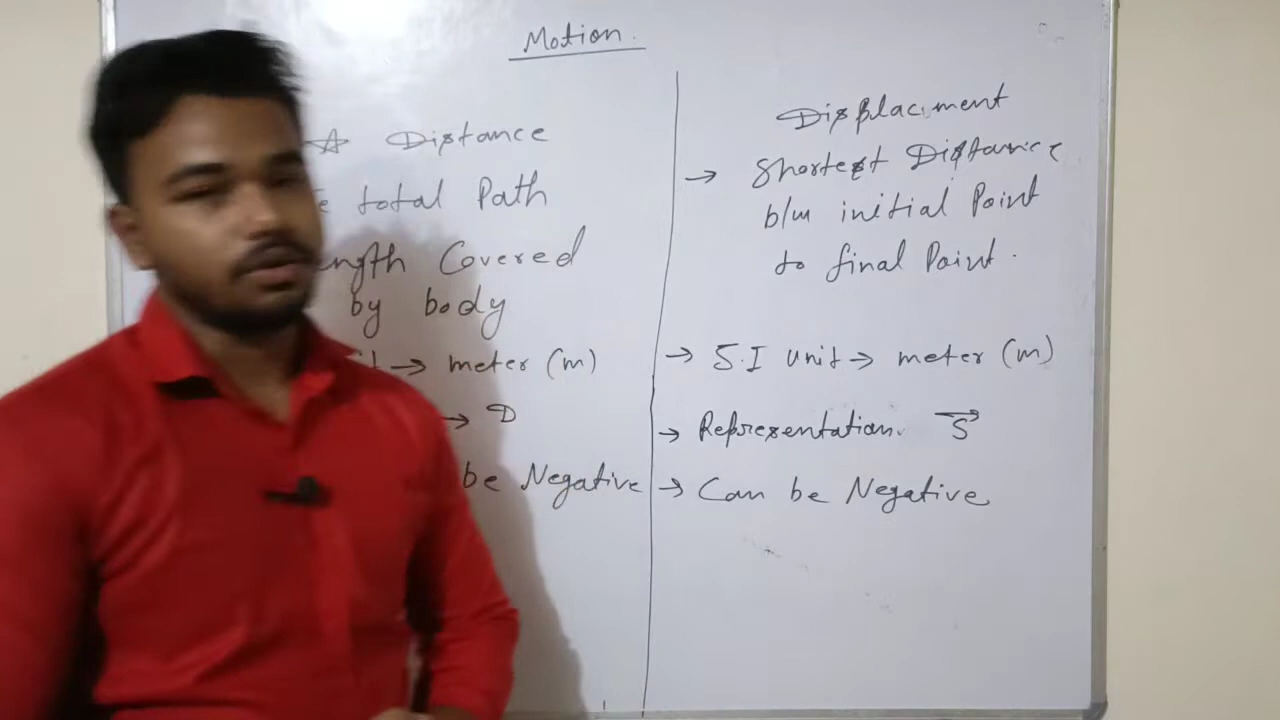 Motion.
Distance
total Path
Covered
by body
→ meter (m)
→ D
be Negative
Displacment
→ Shortest Distance
b/w initial Point
to final Point.
→ S.I unit → meter (m)
→ Representation. S
→ Can be Negative